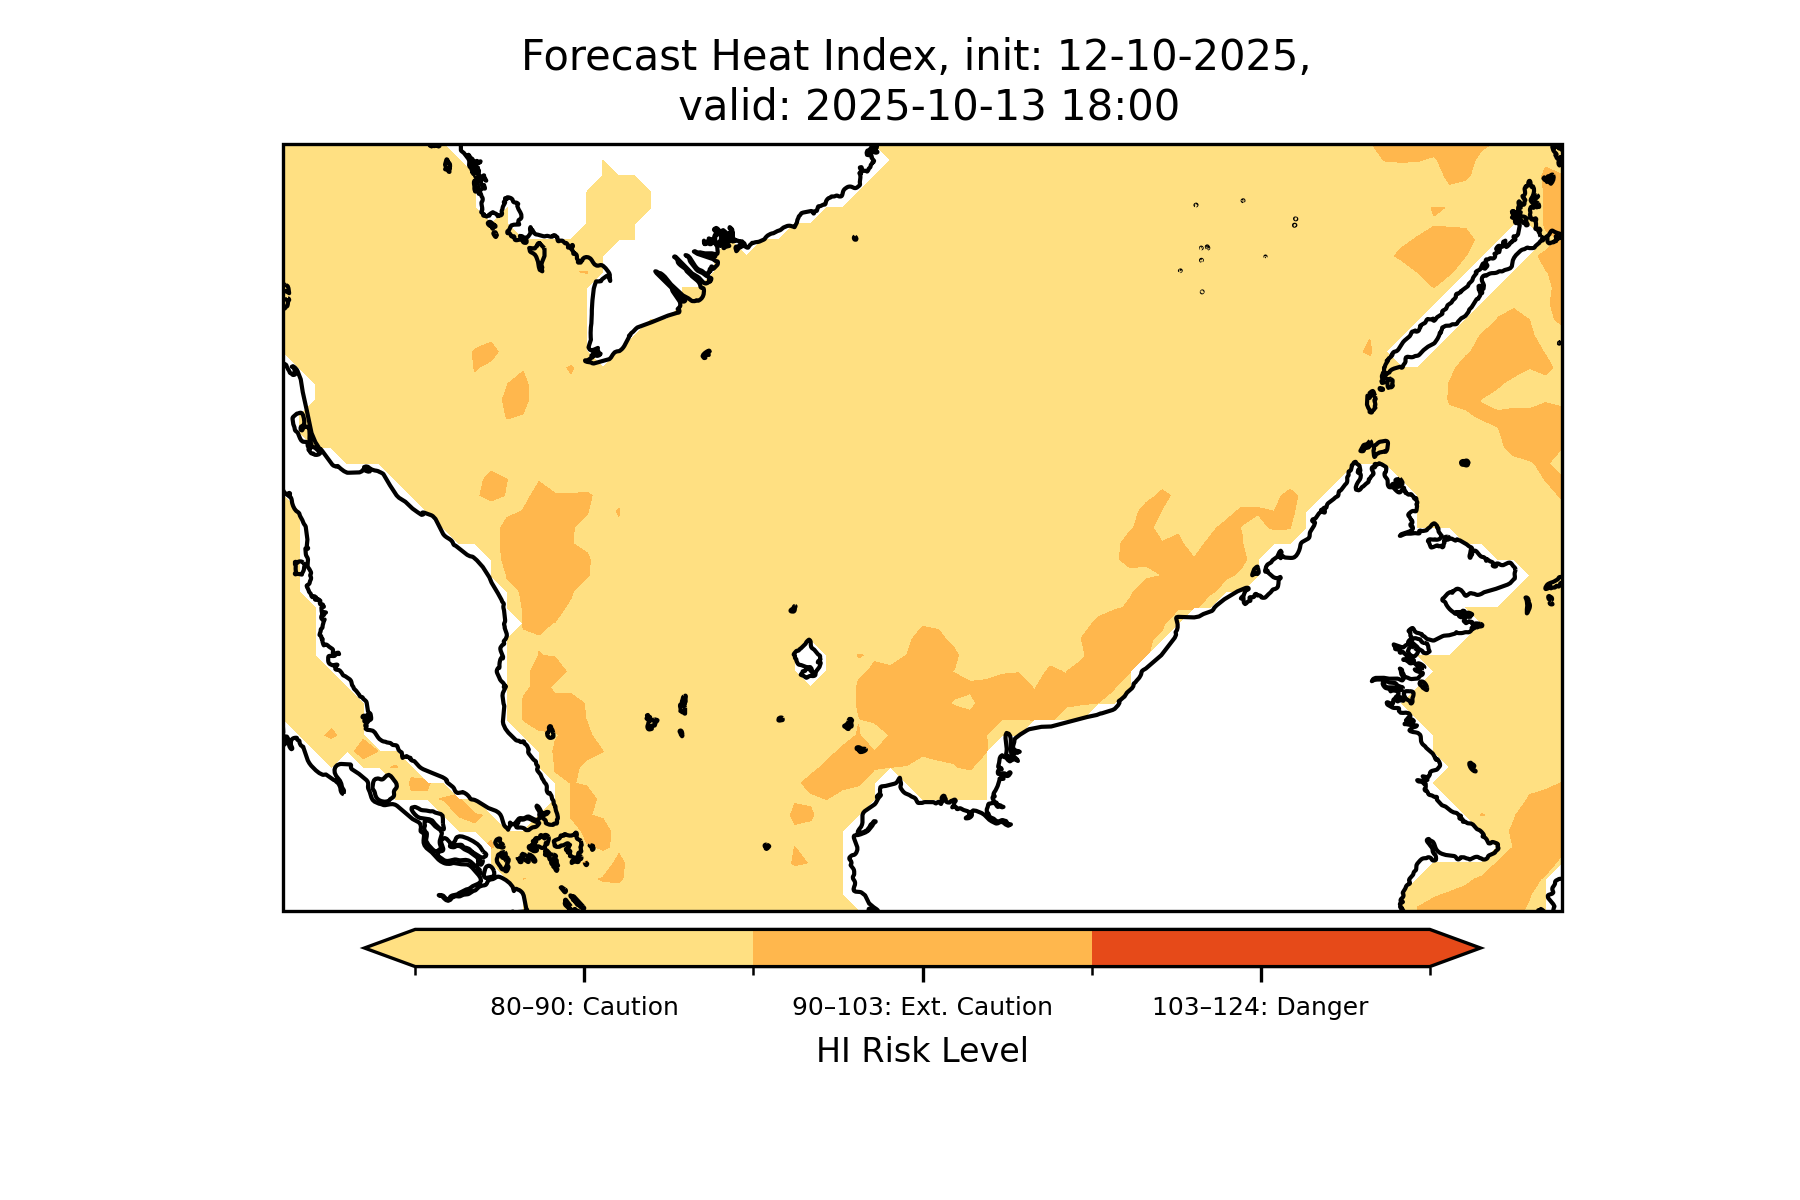 Forecast Heat Index, init: 12-10-2025,
valid: 2025-10-13 18:00
80–90: Caution
90–103: Ext. Caution
103–124: Danger
HI Risk Level